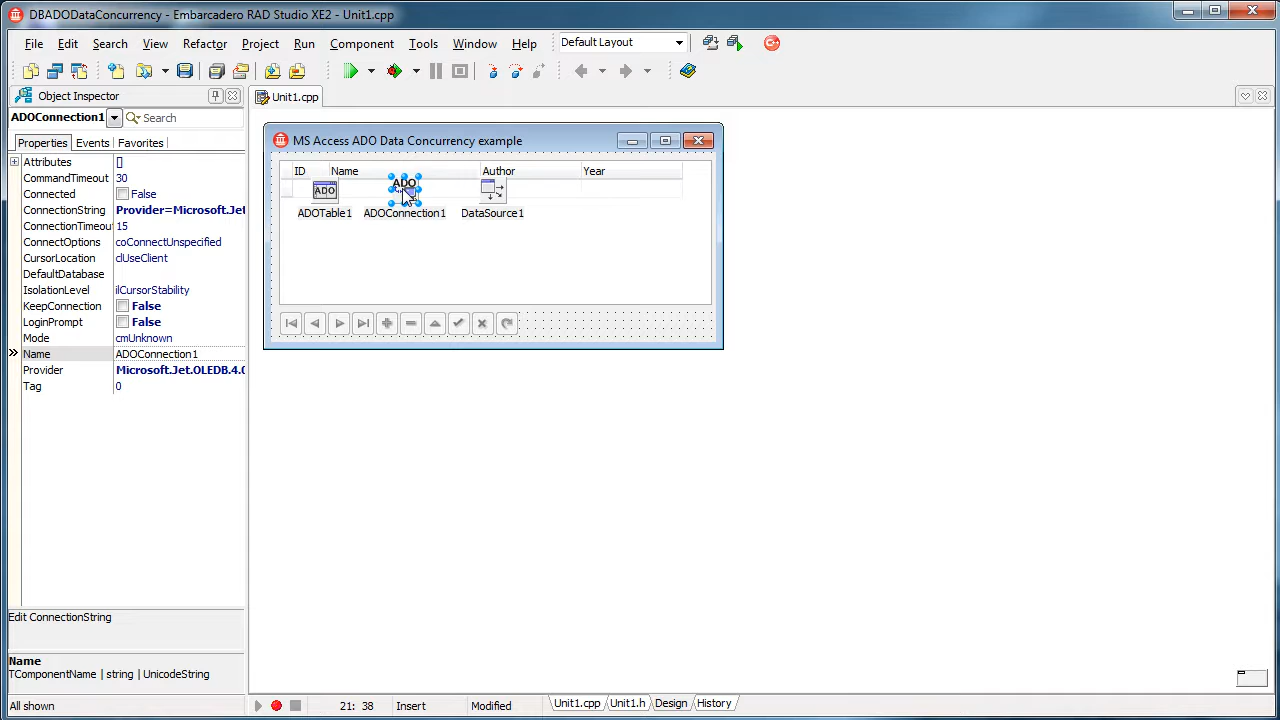 DBADODataConcurrency - Embarcadero RAD Studio XE2 - Unit1.cpp
File Edit Search View Refactor Project Run Component Tools Window Help Default Layout
Object Inspector
Unit1.cpp
ADOConnection1 Search
Properties Events Favorites
Attributes []
CommandTimeout 30
Connected False
ConnectionString Provider=Microsoft.Jet
ConnectionTimeou 15
ConnectOptions coConnectUnspecified
CursorLocation clUseClient
DefaultDatabase
IsolationLevel ilCursorStability
KeepConnection False
LoginPrompt False
Mode cmUnknown
Name ADOConnection1
Provider Microsoft.Jet.OLEDB.4.0
Tag 0
MS Access ADO Data Concurrency example
ID Name Author Year
ADO ADO
ADOTable1 ADOConnection1 DataSource1
Edit ConnectionString
Name
TComponentName | string | UnicodeString
All shown
21: 38 Insert Modified Unit1.cpp Unit1.h Design History